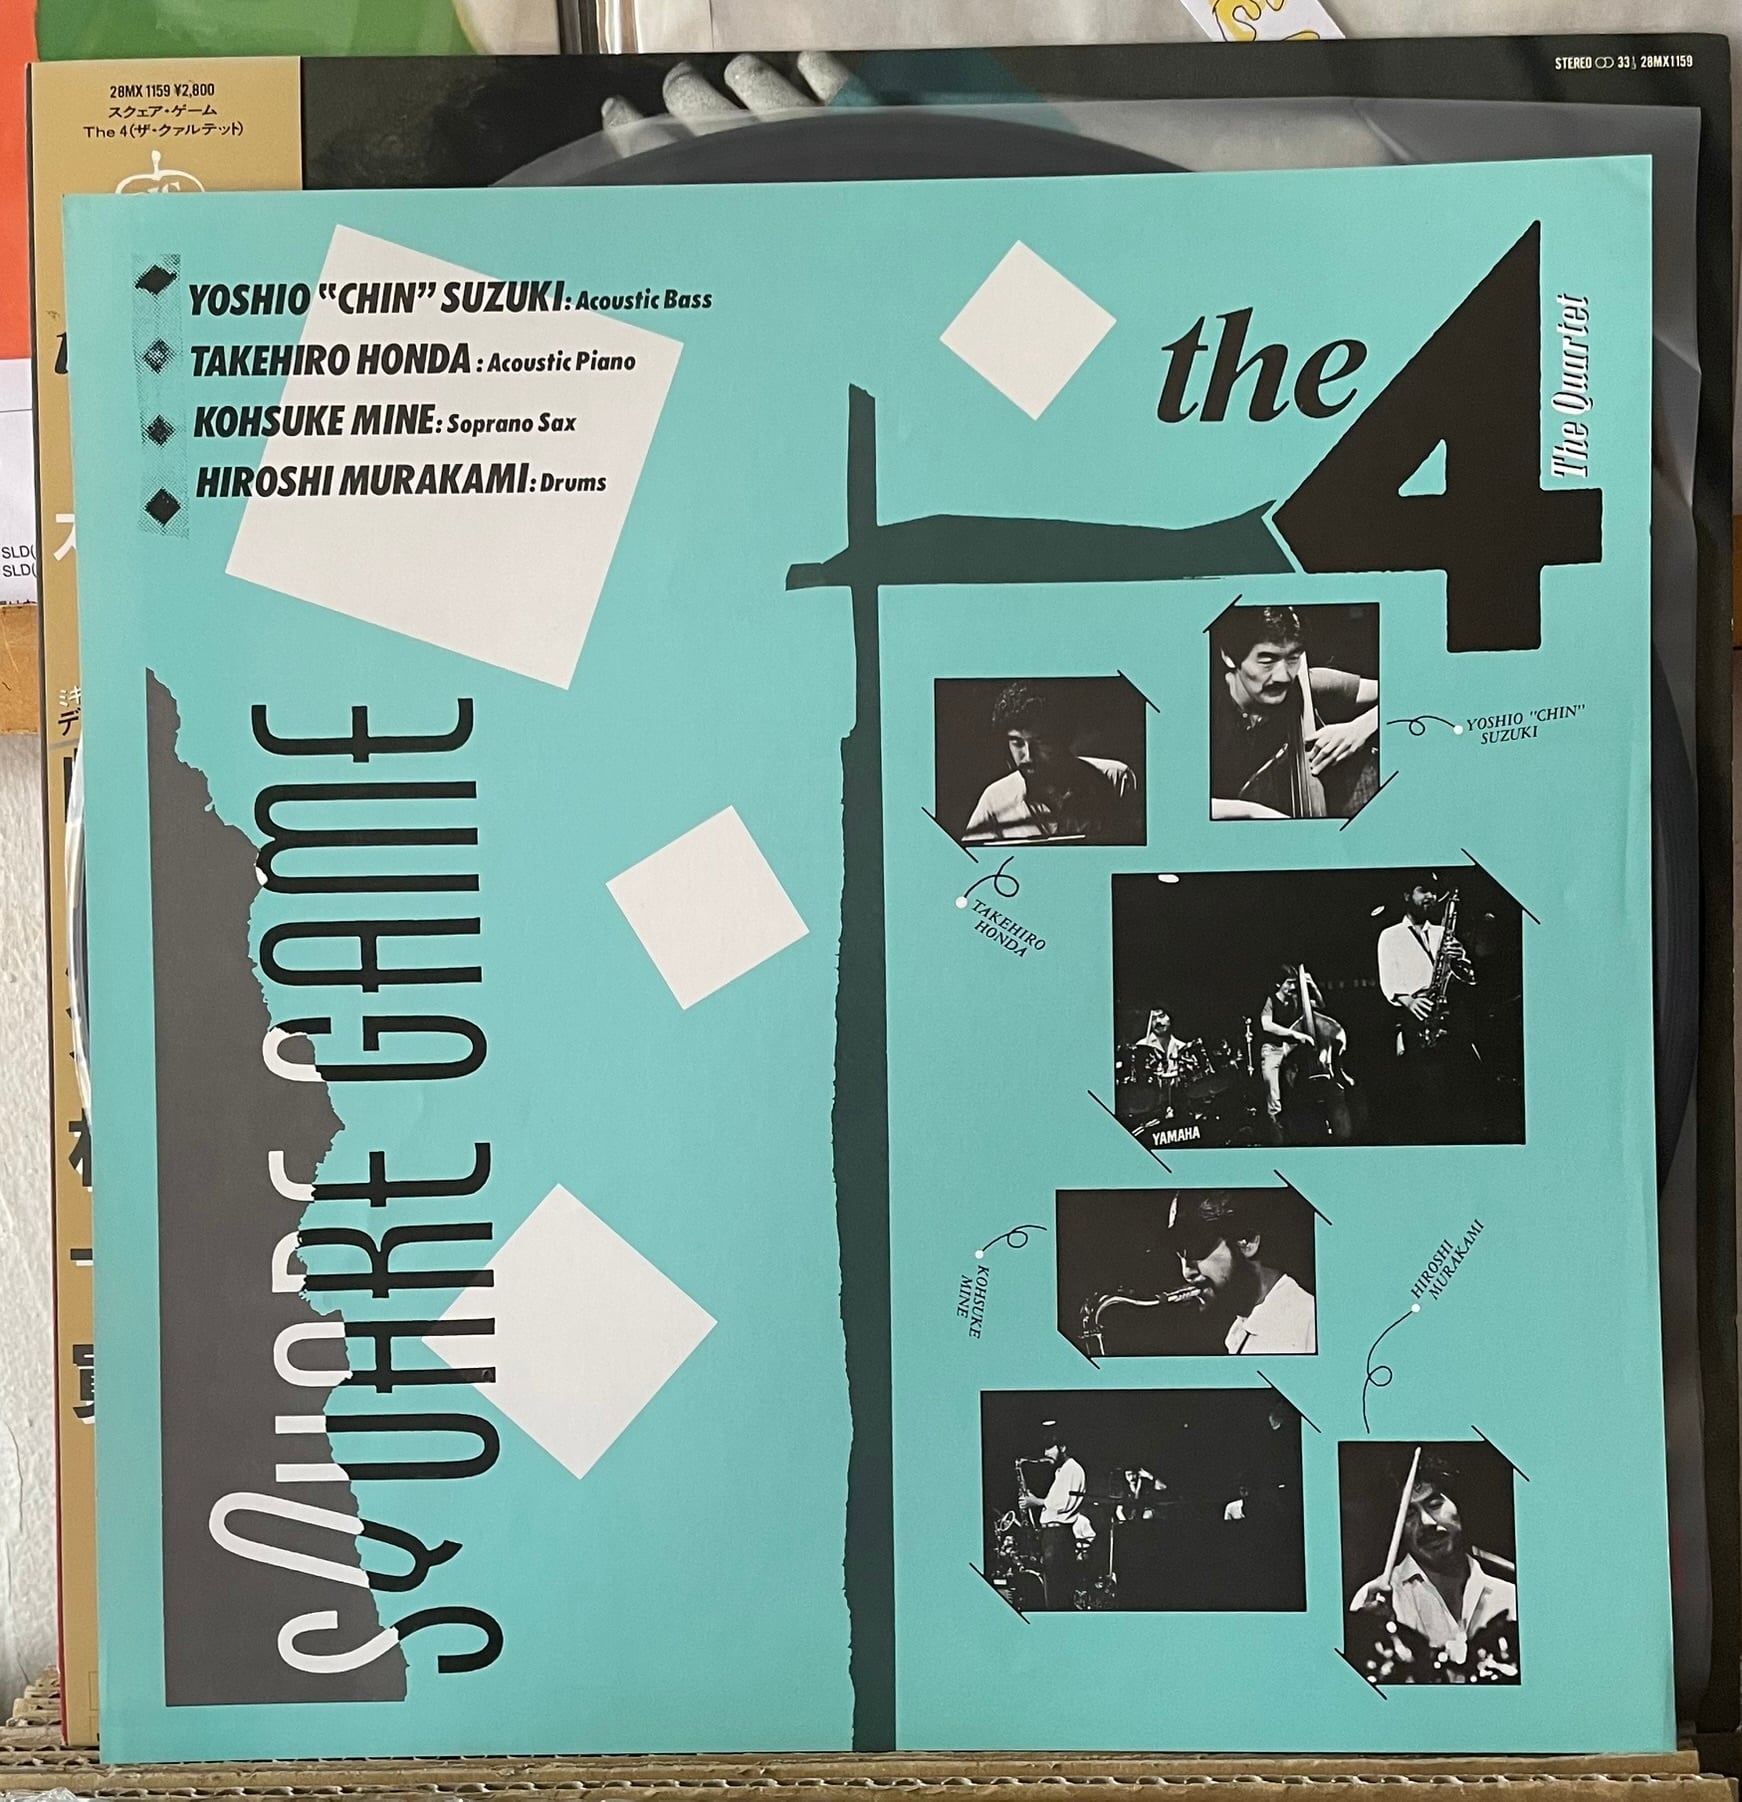 28MX 1159 ¥2,800
スクェア・ゲーム
The 4(ザ・クァルテット)
STEREO 33⅓ 28MX1159
YOSHIO "CHIN" SUZUKI: Acoustic Bass
TAKEHIRO HONDA: Acoustic Piano
KOHSUKE MINE: Soprano Sax
HIROSHI MURAKAMI: Drums
the 4
The Quartet
SQUARE GAME
YOSHIO "CHIN"
SUZUKI
TAKEHIRO
HONDA
YAMAHA
KOHSUKE
MINE
HIROSHI
MURAKAMI
SLD(
SLD(